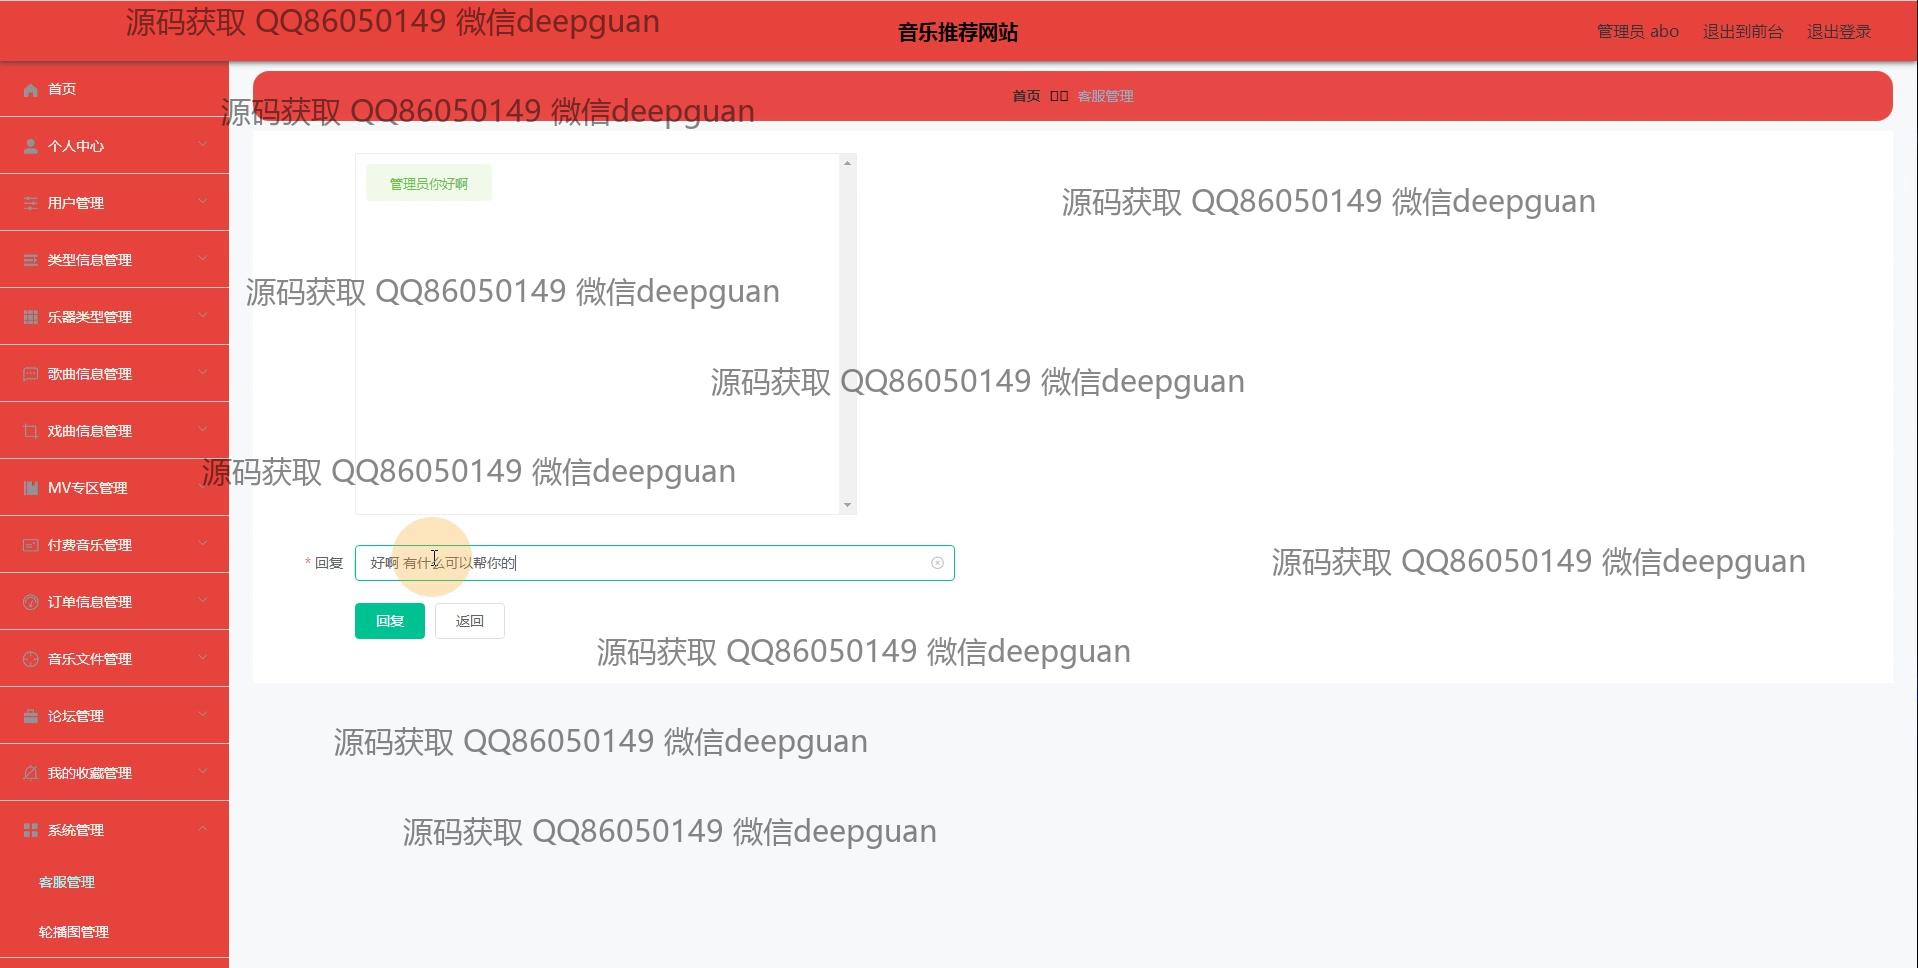 源码获取 QQ86050149 微信deepguan
音乐推荐网站
管理员 abo 退出到前台 退出登录
首页
首页 客服管理
源码获取 QQ86050149 微信deepguan
个人中心
管理员你好啊
用户管理
源码获取 QQ86050149 微信deepguan
类型信息管理
源码获取 QQ86050149 微信deepguan
乐器类型管理
歌曲信息管理
源码获取 QQ86050149 微信deepguan
戏曲信息管理
源码获取 QQ86050149 微信deepguan
MV专区管理
付费音乐管理
* 回复 好啊 有什么可以帮你的
源码获取 QQ86050149 微信deepguan
订单信息管理
回复 返回
音乐文件管理
源码获取 QQ86050149 微信deepguan
论坛管理
源码获取 QQ86050149 微信deepguan
我的收藏管理
系统管理
源码获取 QQ86050149 微信deepguan
客服管理
轮播图管理